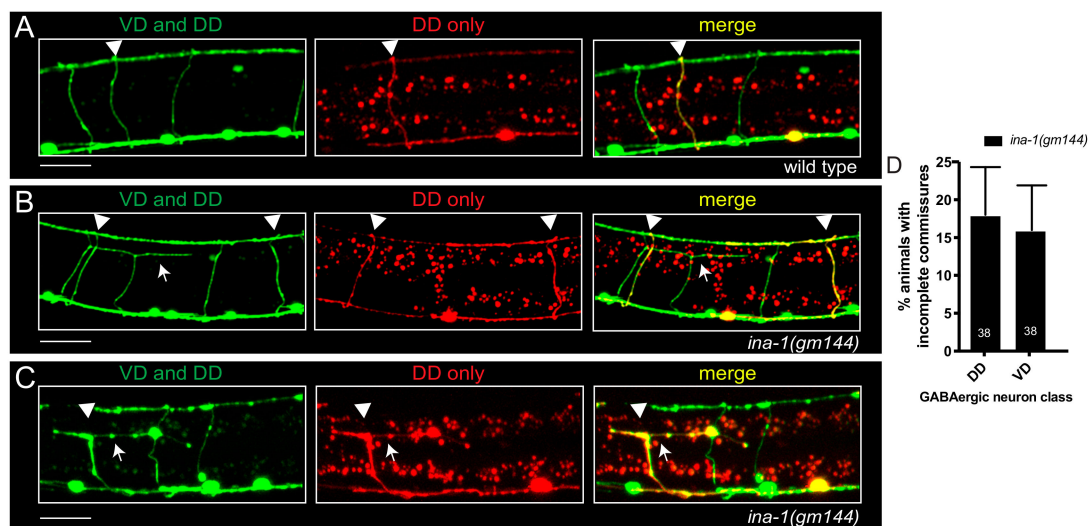 A
VD and DD
DD only
merge
wild type
B
VD and DD
DD only
merge
ina-1(gm144)
C
VD and DD
DD only
merge
ina-1(gm144)
D
ina-1(gm144)
% animals with
incomplete commissures
25
20
15
10
5
0
38
38
DD
VD
GABAergic neuron class